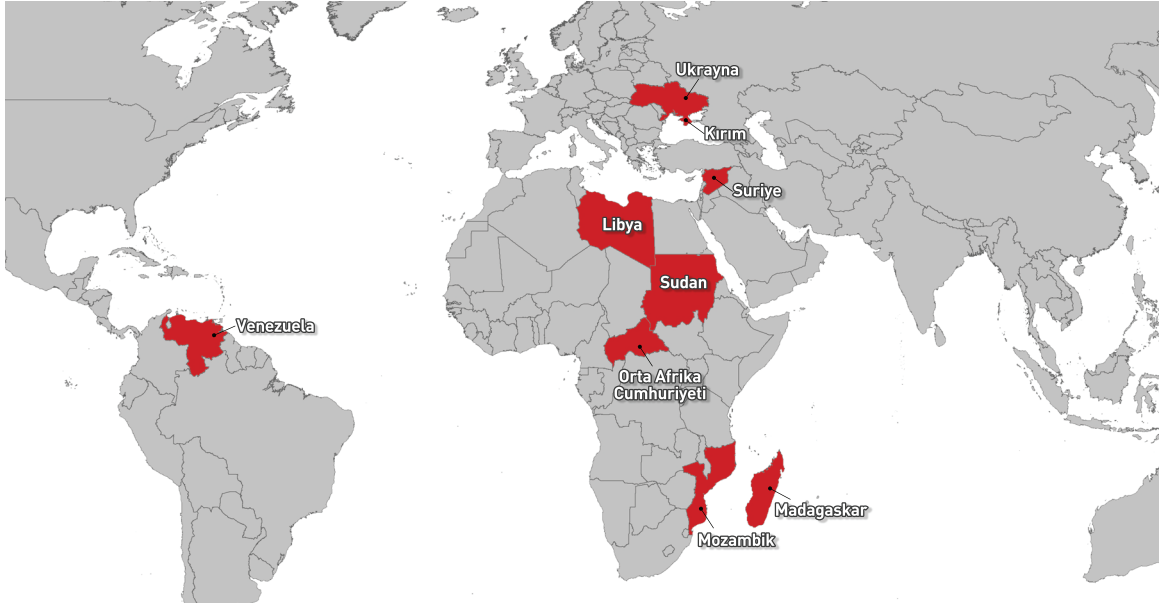 Ukrayna
Kırım
Suriye
Libya
Sudan
Venezuela
Orta Afrika
Cumhuriyeti
Madagaskar
Mozambik